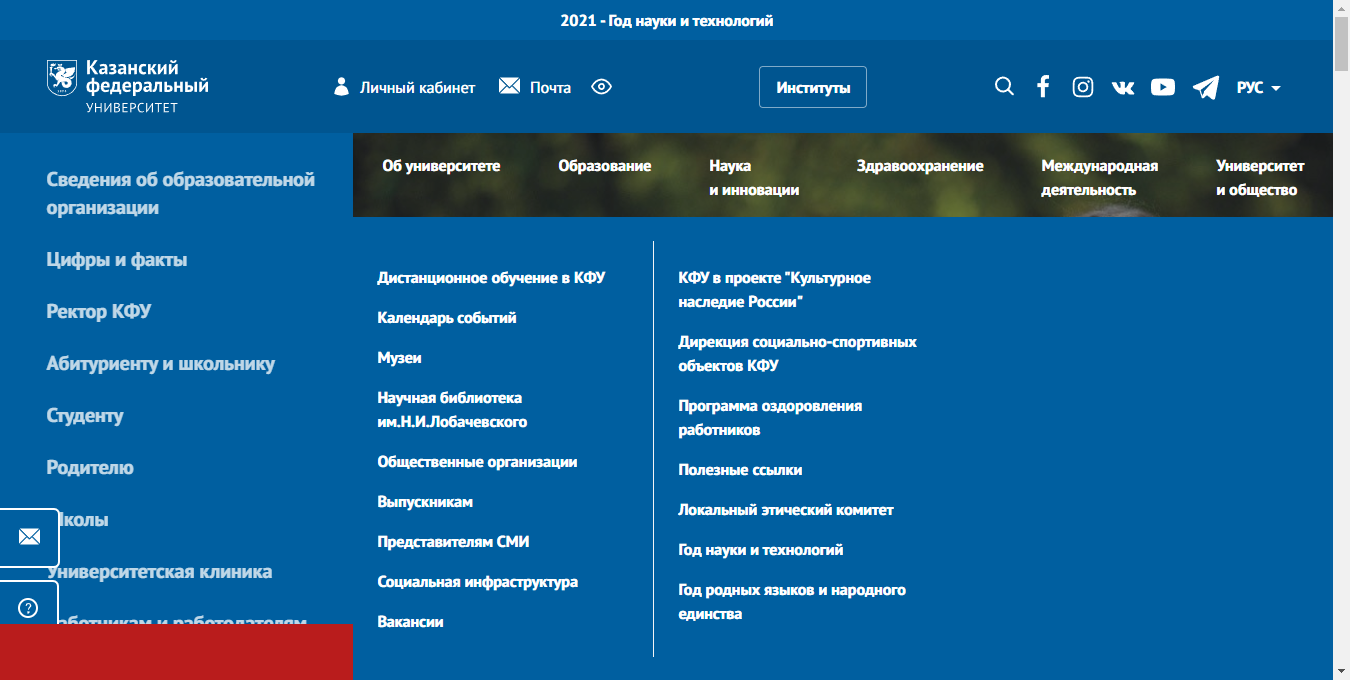 2021 - Год науки и технологий
Казанский
федеральный
УНИВЕРСИТЕТ
Личный кабинет
Почта
Институты
РУС
Сведения об образовательной
организации
Цифры и факты
Ректор КФУ
Абитуриенту и школьнику
Студенту
Родителю
Университетская клиника
Об университете
Образование
Наука
и инновации
Здравоохранение
Международная
деятельность
Университет
и общество
Дистанционное обучение в КФУ
Календарь событий
Музеи
Научная библиотека
им.Н.И.Лобачевского
Общественные организации
Выпускникам
Представителям СМИ
Социальная инфраструктура
Вакансии
КФУ в проекте "Культурное
наследие России"
Дирекция социально-спортивных
объектов КФУ
Программа оздоровления
работников
Полезные ссылки
Локальный этический комитет
Год науки и технологий
Год родных языков и народного
единства